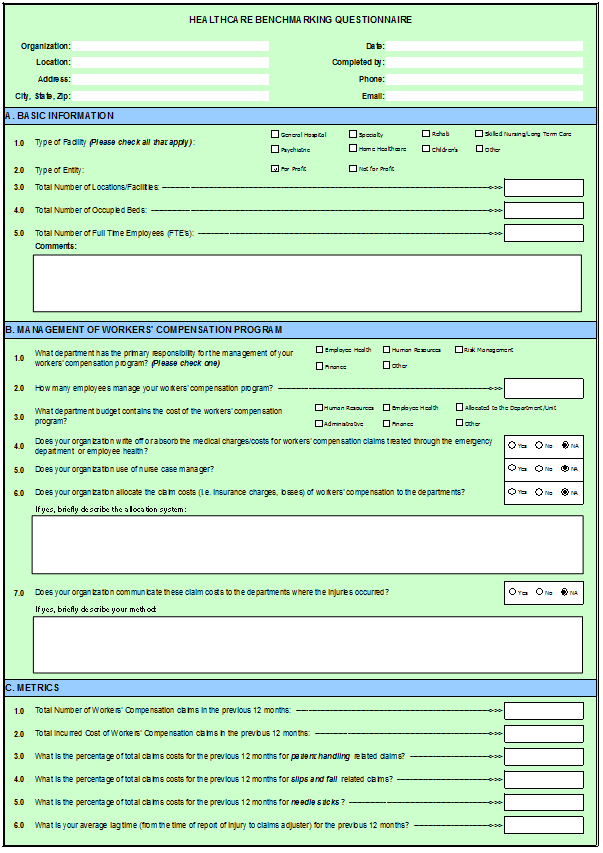 HEALTHCARE BENCHMARKING QUESTIONNAIRE
Organization: Date:
Location: Completed by:
Address: Phone:
City, State, Zip: Email:
A. BASIC INFORMATION
1.0 Type of Facility (Please check all that apply): General Hospital Specialty Rehab Skilled Nursing/Long Term Care
Psychiatric Home Healthcare Children's Other
2.0 Type of Entity: For Profit Not for Profit
3.0 Total Number of Locations/Facilities:
4.0 Total Number of Occupied Beds:
5.0 Total Number of Full Time Employees (FTE's):
Comments:
B. MANAGEMENT OF WORKERS' COMPENSATION PROGRAM
1.0 What department has the primary responsibility for the management of your workers' compensation program? (Please check one) Employee Health Human Resources Risk Management
Finance Other
2.0 How many employees manage your workers' compensation program?
3.0 What department budget contains the cost of the workers' compensation program? Human Resources Employee Health Allocated to the Department/Unit
Administrative Finance Other
4.0 Does your organization write off or absorb the medical charges/costs for workers' compensation claims treated through the emergency department or employee health? Yes No NA
5.0 Does your organization use of nurse case manager? Yes No NA
6.0 Does your organization allocate the claim costs (i.e. insurance charges, losses) of workers' compensation to the departments? Yes No NA
If yes, briefly describe the allocation system:
7.0 Does your organization communicate these claim costs to the departments where the injuries occurred? Yes No NA
If yes, briefly describe your method:
C. METRICS
1.0 Total Number of Workers' Compensation claims in the previous 12 months:
2.0 Total Incurred Cost of Workers' Compensation claims in the previous 12 months:
3.0 What is the percentage of total claims costs for the previous 12 months for patient handling related claims?
4.0 What is the percentage of total claims costs for the previous 12 months for slips and fall related claims?
5.0 What is the percentage of total claims costs for the previous 12 months for needle sticks?
6.0 What is your average lag time (from the time of report of injury to claims adjuster) for the previous 12 months?